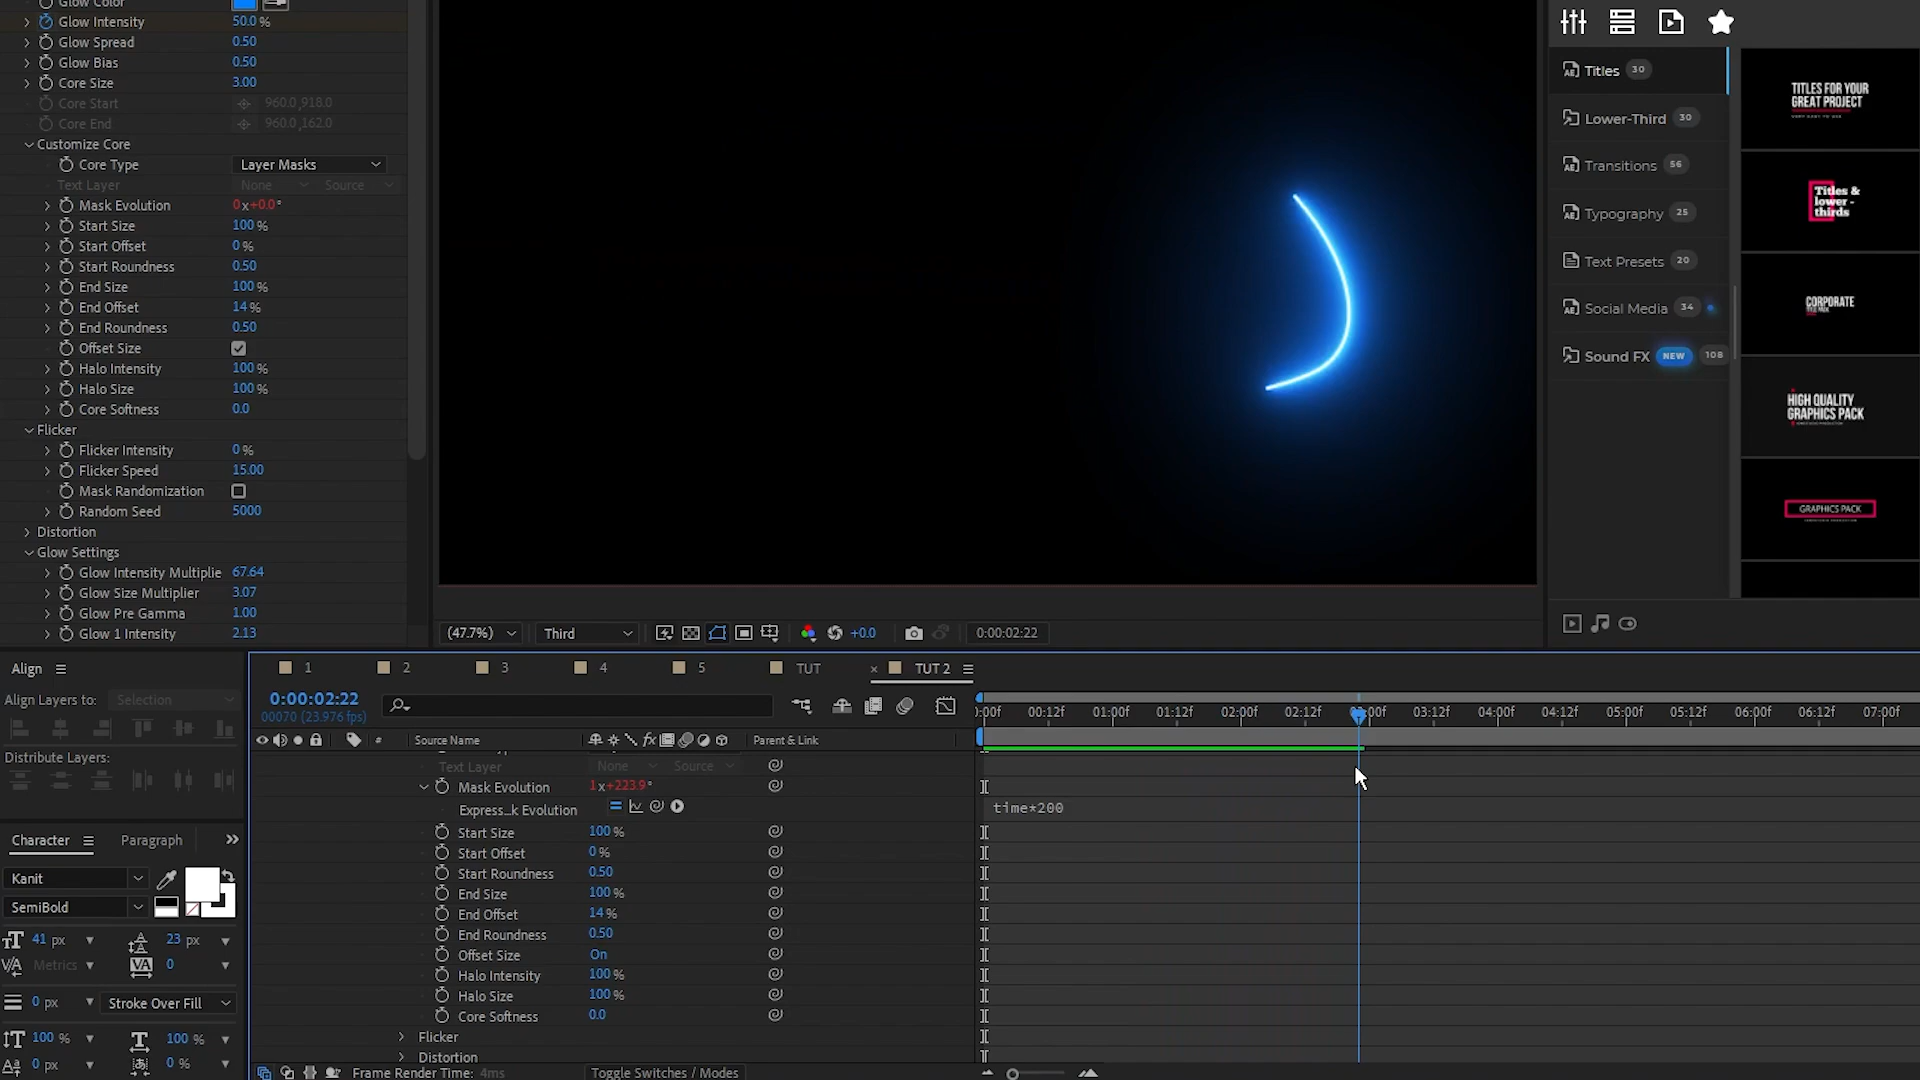 Glow Color
Glow Intensity 50.0 %
Glow Spread 0.50
Glow Bias 0.50
Core Size 3.00
Core Start 960.0,918.0
Core End 960.0,162.0
Customize Core
Core Type Layer Masks
Text Layer None Source
Mask Evolution 0x+0.0°
Start Size 100 %
Start Offset 0 %
Start Roundness 0.50
End Size 100 %
End Offset 14 %
End Roundness 0.50
Offset Size
Halo Intensity 100 %
Halo Size 100 %
Core Softness 0.0
Flicker
Flicker Intensity 0 %
Flicker Speed 15.00
Mask Randomization
Random Seed 5000
Distortion
Glow Settings
Glow Intensity Multiplie 67.64
Glow Size Multiplier 3.07
Glow Pre Gamma 1.00
Glow 1 Intensity 2.13
(47.7%) Third +0.0 0:00:02:22
Titles 30
Lower-Third 30
Transitions 56
Typography 25
Text Presets 20
Social Media 34
Sound FX NEW 108
TITLES FOR YOUR
GREAT PROJECT
Titles &
lower -
thirds
CORPORATE
HIGH QUALITY
GRAPHICS PACK
GRAPHICS PACK
Align
Align Layers to: Selection
Distribute Layers:
Character Paragraph
Kanit
SemiBold
41 px 23 px
Metrics 0
0 px Stroke Over Fill
100 % 100 %
0 px 0 %
1 2 3 4 5 TUT × TUT 2
0:00:02:22
00070 (23.976 fps)
# Source Name fx Parent & Link
):00f 00:12f 01:00f 01:12f 02:00f 02:12f 00f 03:12f 04:00f 04:12f 05:00f 05:12f 06:00f 06:12f 07:00f
Text Layer None Source
Mask Evolution 1x+223.9°
Express...k Evolution time*200
Start Size 100 %
Start Offset 0 %
Start Roundness 0.50
End Size 100 %
End Offset 14 %
End Roundness 0.50
Offset Size On
Halo Intensity 100 %
Halo Size 100 %
Core Softness 0.0
Flicker
Distortion
Frame Render Time: 4ms Toggle Switches / Modes